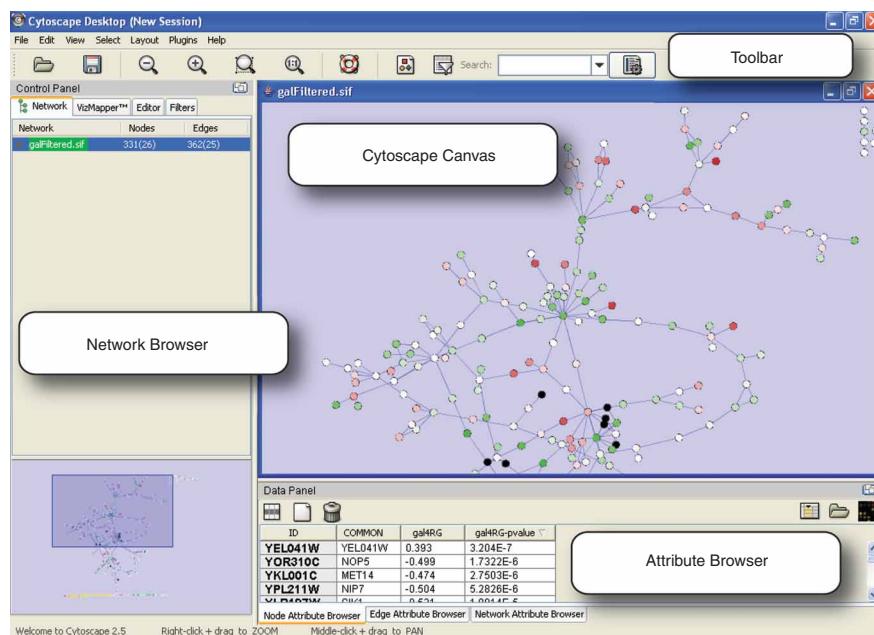 Cytoscape Desktop (New Session)
File Edit View Select Layout Plugins Help
Search:
Toolbar
Control Panel
Network VizMapper™ Editor Filters
Network Nodes Edges
galFiltered.sif 331(26) 362(25)
galFiltered.sif
Cytoscape Canvas
Network Browser
Data Panel
ID COMMON gal4RG gal4RG-pvalue
YEL041W YEL041W 0.393 3.204E-7
YOR310C NOP5 -0.499 1.7322E-6
YKL001C MET14 -0.474 2.7503E-6
YPL211W NIP7 -0.504 5.2826E-6
Attribute Browser
Node Attribute Browser Edge Attribute Browser Network Attribute Browser
Welcome to Cytoscape 2.5 Right-click + drag to ZOOM Middle-click + drag to PAN